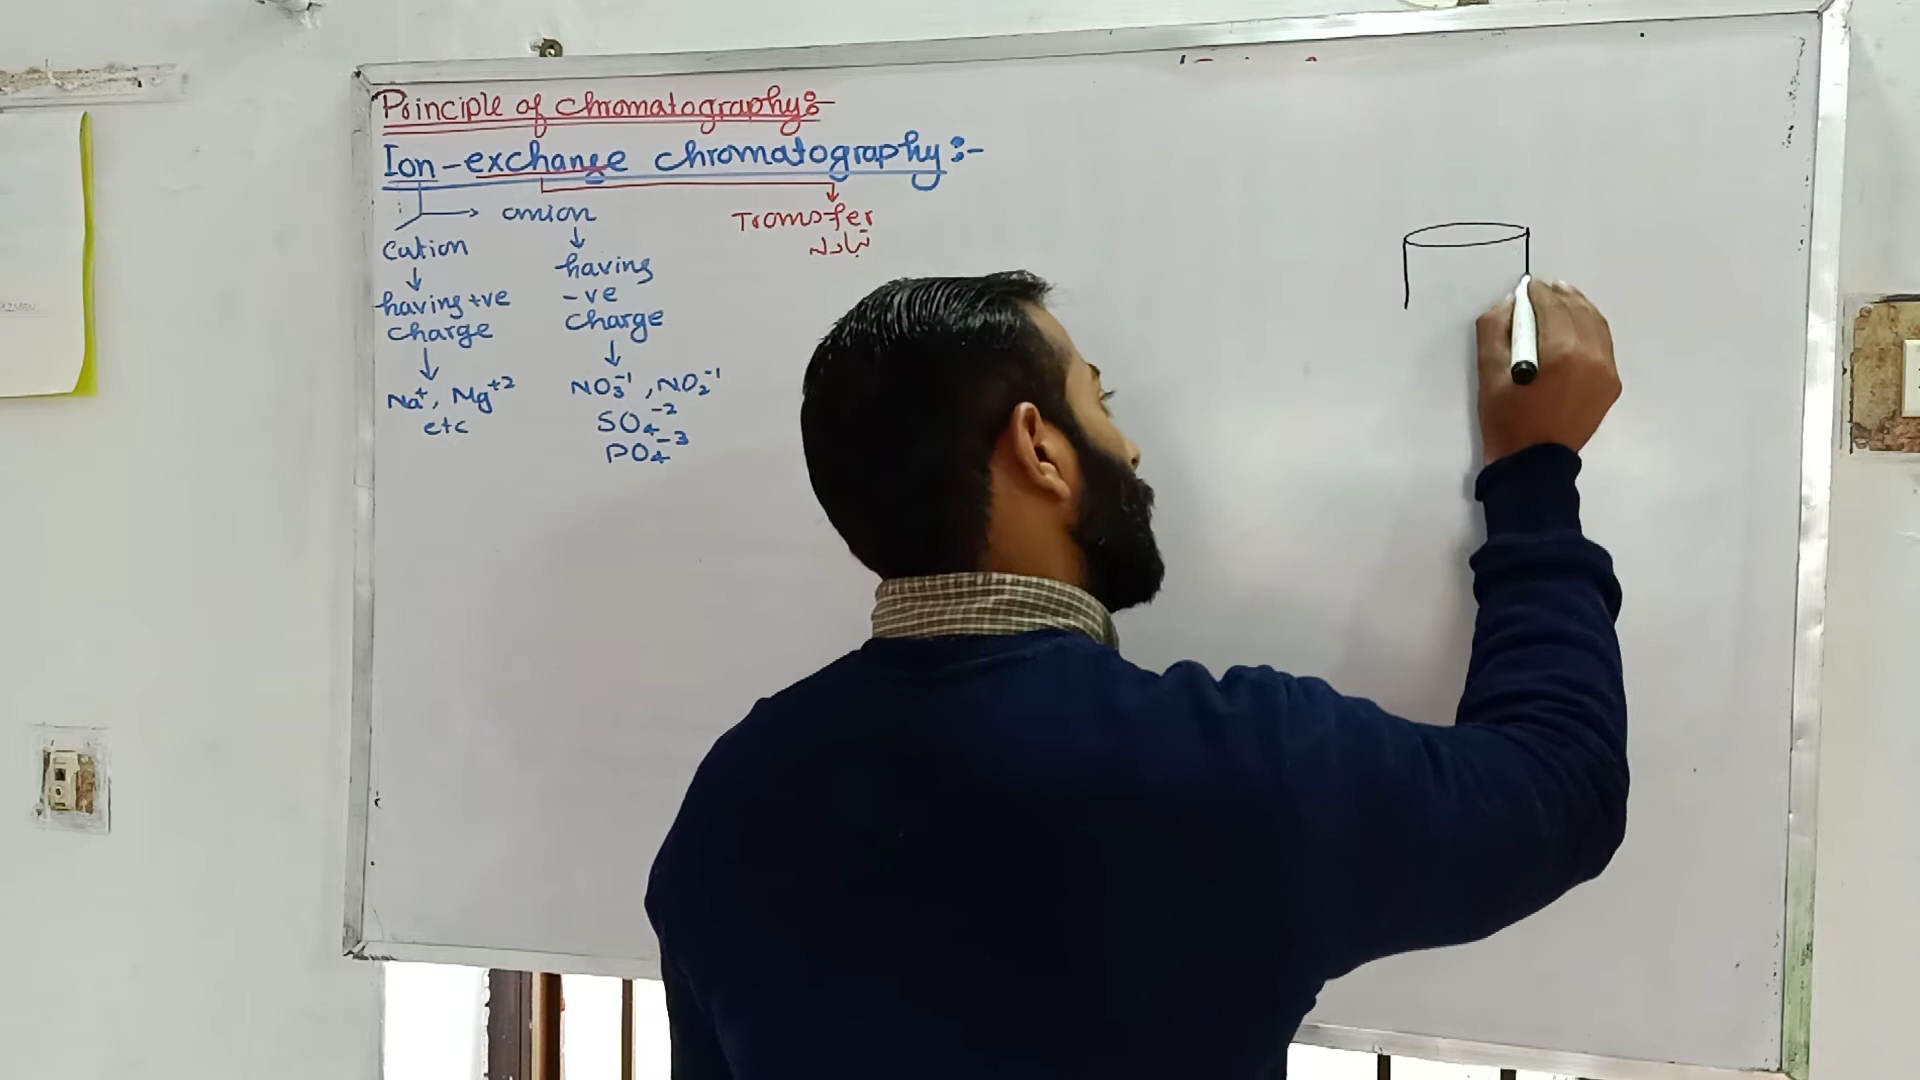 Principle of chromatography:-
Ion-exchange chromatography:-
anion
Transfer
تبادلہ
Cation
having
-ve
charge
having +ve
charge
Na⁺, Mg⁺²
etc
NO₃⁻¹, NO₂⁻¹
SO₄⁻²
PO₄⁻³